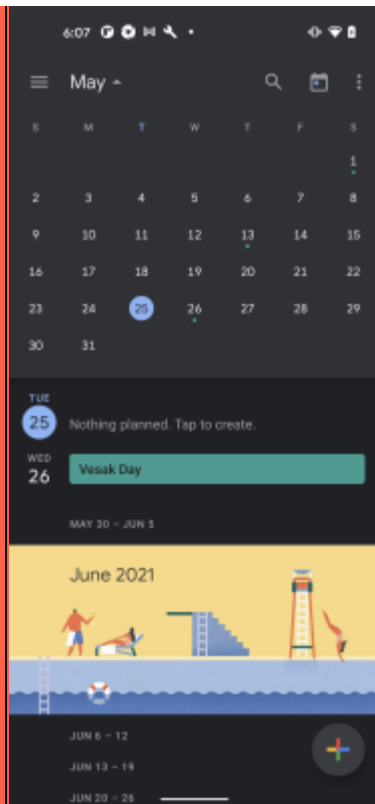 6:07
May
S M T W T F S
1
2 3 4 5 6 7 8
9 10 11 12 13 14 15
16 17 18 19 20 21 22
23 24 25 26 27 28 29
30 31
TUE
25 Nothing planned. Tap to create.
WED
26 Vesak Day
MAY 30 – JUN 5
June 2021
JUN 6 – 12
JUN 13 – 19
JUN 20 – 26